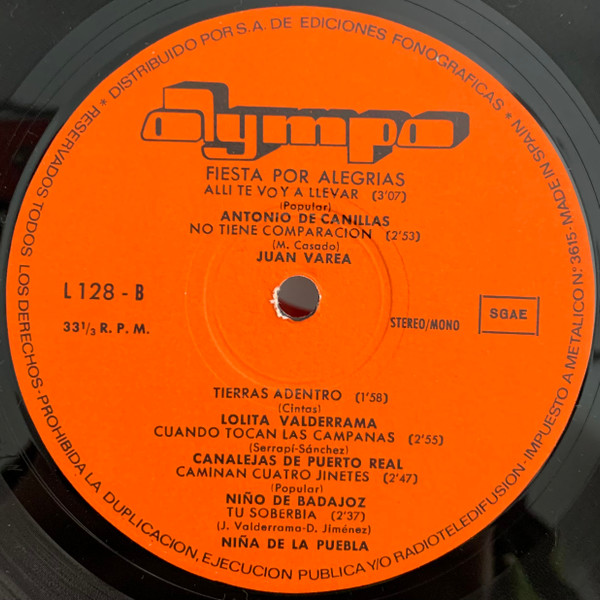 RESERVADOS TODOS LOS DERECHOS-PROHIBIDA LA DUPLICACION, EJECUCION PUBLICA Y/O RADIOTELEDIFUSION-IMPUESTO A METALICO N.º 3615-MADE IN SPAIN * DISTRIBUIDO POR S.A. DE EDICIONES FONOGRAFICAS *
olympo
FIESTA POR ALEGRIAS
ALLI TE VOY A LLEVAR (3'07)
(Popular)
ANTONIO DE CANILLAS
NO TIENE COMPARACION (2'53)
(M. Casado)
JUAN VAREA
L 128 - B
33 1/3 R. P. M.
STEREO/MONO
SGAE
TIERRAS ADENTRO (1'58)
(Cintas)
LOLITA VALDERRAMA
CUANDO TOCAN LAS CAMPANAS (2'55)
(Serrapí-Sánchez)
CANALEJAS DE PUERTO REAL
CAMINAN CUATRO JINETES (2'47)
(Popular)
NIÑO DE BADAJOZ
TU SOBERBIA (2'37)
(J. Valderrama-D. Jiménez)
NIÑA DE LA PUEBLA